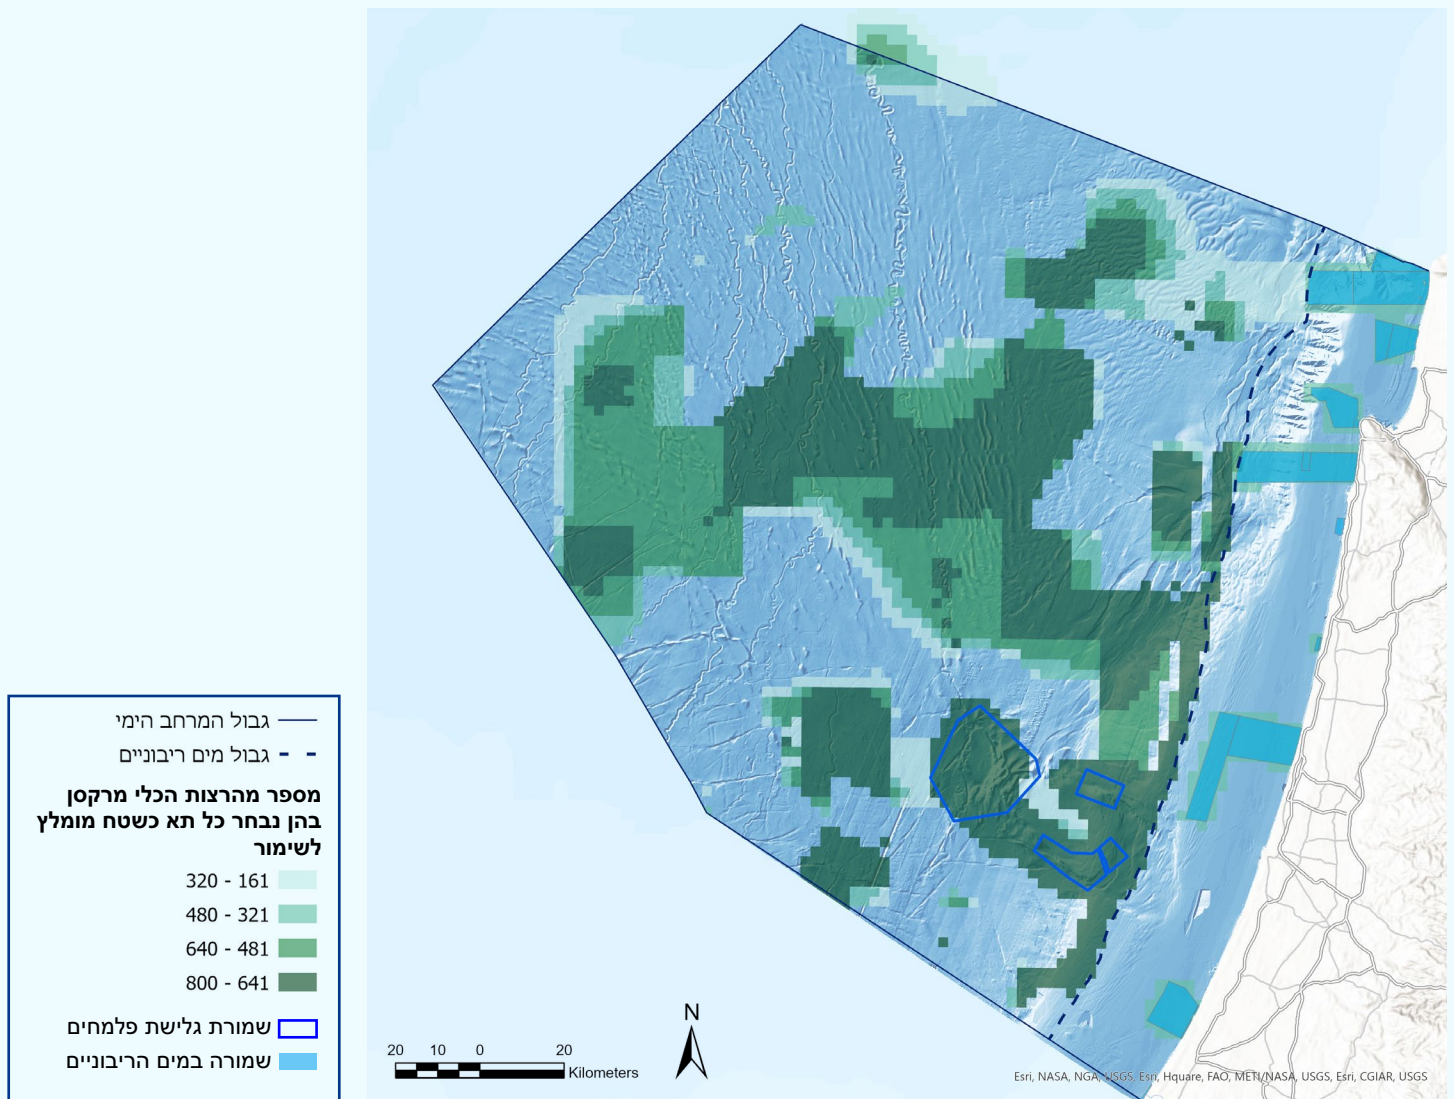 גבול המרחב הימי
גבול מים ריבוניים
מספר מהרצות הכלי מרקסן
בהן נבחר כל תא כשטח מומלץ
לשימור
320 - 161
480 - 321
640 - 481
800 - 641
שמורת גלישת פלמחים
שמורה במים הריבוניים
N
20 10 0 20
Kilometers
Esri, NASA, NGA, USGS, Esri, Hquare, FAO, METI/NASA, USGS, Esri, CGIAR, USGS